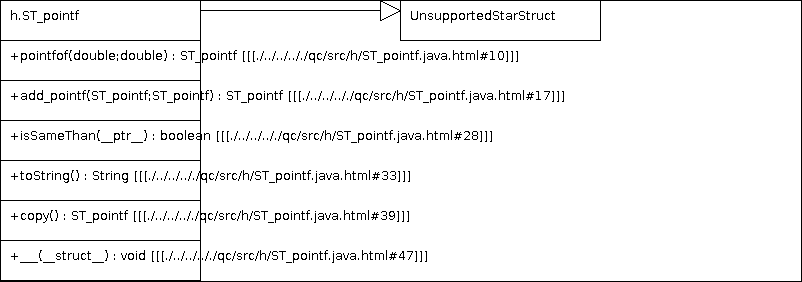 h.ST_pointf
UnsupportedStarStruct
+pointfof(double;double) : ST_pointf [[[./../../../../qc/src/h/ST_pointf.java.html#10]]]
+add_pointf(ST_pointf;ST_pointf) : ST_pointf [[[./../../../../qc/src/h/ST_pointf.java.html#17]]]
+isSameThan(__ptr__) : boolean [[[./../../../../qc/src/h/ST_pointf.java.html#28]]]
+toString() : String [[[./../../../../qc/src/h/ST_pointf.java.html#33]]]
+copy() : ST_pointf [[[./../../../../qc/src/h/ST_pointf.java.html#39]]]
+___(__struct__) : void [[[./../../../../qc/src/h/ST_pointf.java.html#47]]]